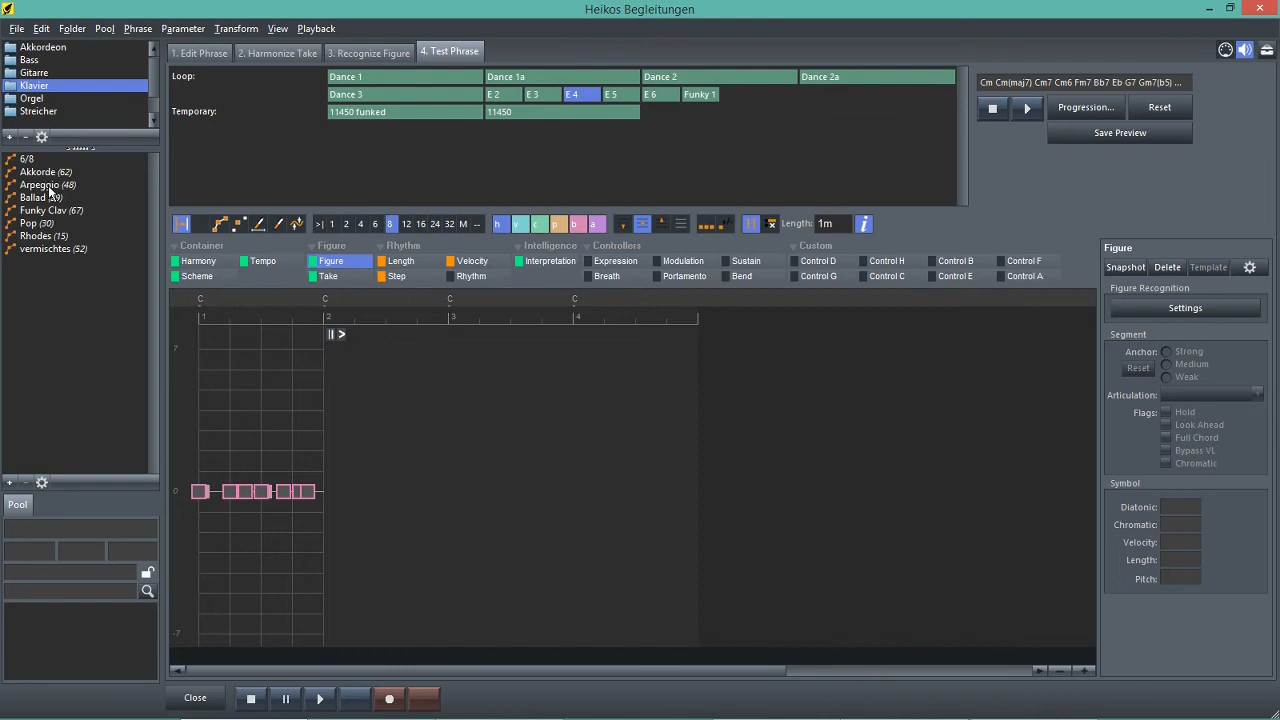 Heikos Begleitungen
File Edit Folder Pool Phrase Parameter Transform Window Playback
Akkordeon
Bass
Gitarre
Klavier
Orgel
Streicher
6/8
Akkorde (62)
Arpeggio (48)
Ballad
Funky Clav (67)
Pop (30)
Rhodes (15)
vermischtes (52)
Pool
1. Edit Phrase 2. Harmonize Take 3. Recognize Figure 4. Test Phrase
Loop: Dance 1 Dance 1a Dance 2 Dance 2a
Dance 3 E 2 E 3 E 4 E 5 E 6 Funky 1
Temporary: 11450 funked 11450
Cm Cm(maj7) Cm7 Cm6 Fm7 Bb7 Eb G7 Gm7(b5) ...
Progression... Reset
Save Preview
>| 1 2 4 6 8 12 16 24 32 M -- h v c p b a Length: 1m i
Container Figure Rhythm Intelligence Controllers Custom
Harmony Tempo Figure Length Velocity Interpretation Expression Modulation Sustain Control D Control H Control B Control F
Scheme Take Step Rhythm Breath Portamento Bend Control G Control C Control E Control A
C C C C
1 2 3 4
7
0
-7
Figure
Snapshot Delete Template
Figure Recognition
Settings
Segment
Anchor: Strong
Medium
Reset Weak
Articulation:
Flags: Hold
Look Ahead
Full Chord
Bypass VL
Chromatic
Symbol
Diatonic:
Chromatic:
Velocity:
Length:
Pitch:
Close